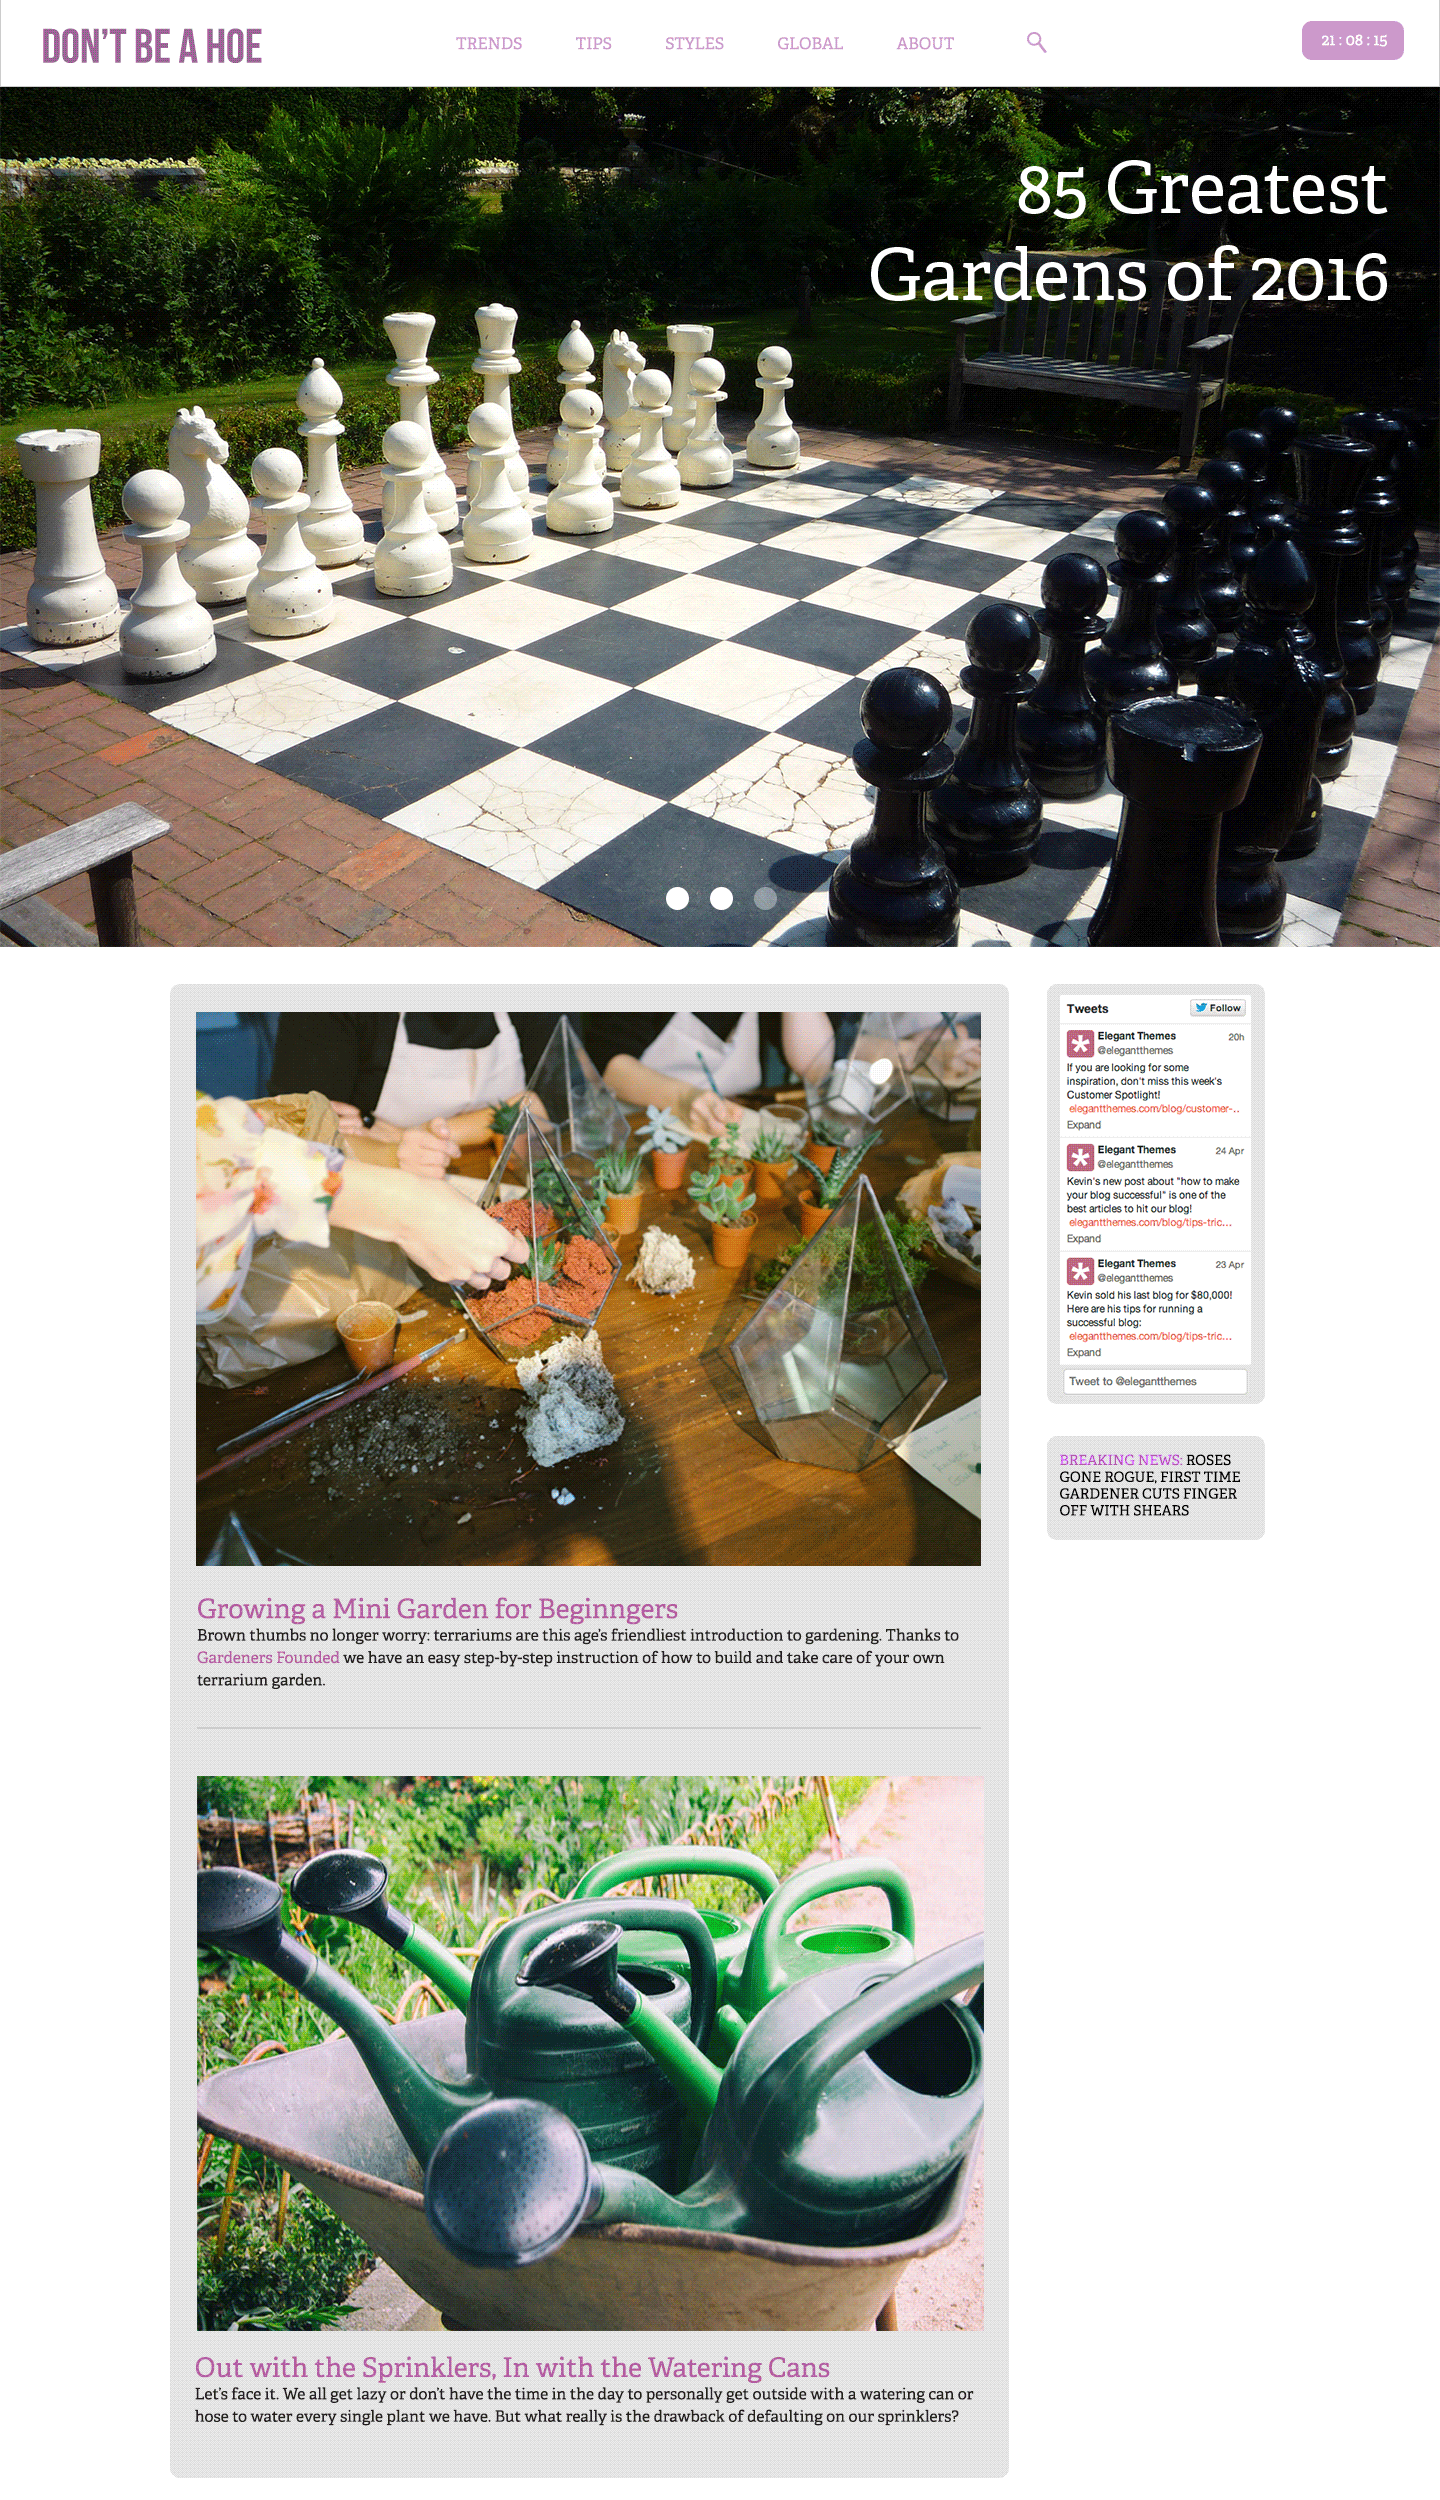 DON'T BE A HOE
TRENDS TIPS STYLES GLOBAL ABOUT
21 : 08 : 15
85 Greatest
Gardens of 2016
Growing a Mini Garden for Beginngers
Brown thumbs no longer worry: terrariums are this age's friendliest introduction to gardening. Thanks to
Gardeners Founded we have an easy step-by-step instruction of how to build and take care of your own
terrarium garden.
Out with the Sprinklers, In with the Watering Cans
Let's face it. We all get lazy or don't have the time in the day to personally get outside with a watering can or
hose to water every single plant we have. But what really is the drawback of defaulting on our sprinklers?
Tweets Follow
Elegant Themes 20h
@elegantthemes
If you are looking for some
inspiration, don't miss this week's
Customer Spotlight!
elegantthemes.com/blog/customer-..
Expand
Elegant Themes 24 Apr
@elegantthemes
Kevin's new post about "how to make
your blog successful" is one of the
best articles to hit our blog!
elegantthemes.com/blog/tips-tric...
Expand
Elegant Themes 23 Apr
@elegantthemes
Kevin sold his last blog for $80,000!
Here are his tips for running a
successful blog:
elegantthemes.com/blog/tips-tric...
Expand
Tweet to @elegantthemes
BREAKING NEWS: ROSES
GONE ROGUE, FIRST TIME
GARDENER CUTS FINGER
OFF WITH SHEARS